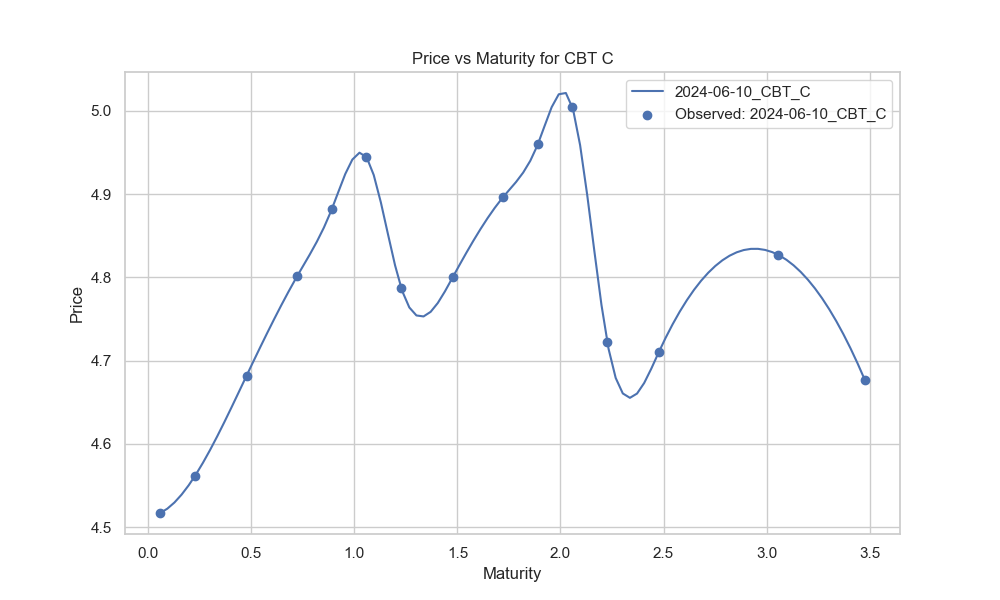 Price vs Maturity for CBT C
2024-06-10_CBT_C
Observed: 2024-06-10_CBT_C
Price
5.0
4.9
4.8
4.7
4.6
4.5
0.0 0.5 1.0 1.5 2.0 2.5 3.0 3.5
Maturity